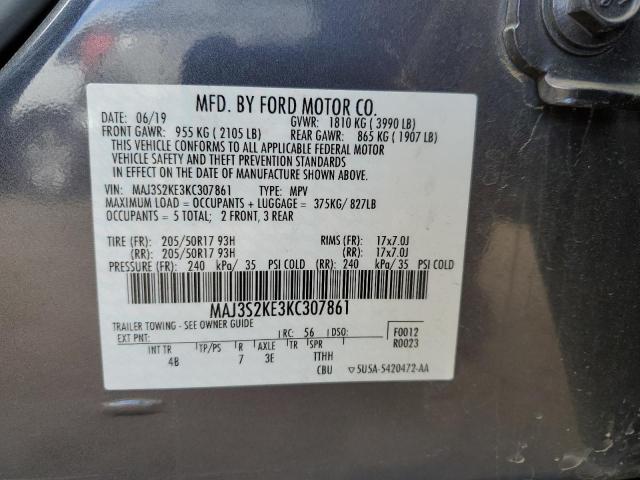 MFD. BY FORD MOTOR CO.
DATE: 06/19 GVWR: 1810 KG ( 3990 LB)
FRONT GAWR: 955 KG ( 2105 LB) REAR GAWR: 865 KG ( 1907 LB)
THIS VEHICLE CONFORMS TO ALL APPLICABLE FEDERAL MOTOR
VEHICLE SAFETY AND THEFT PREVENTION STANDARDS
IN EFFECT ON THE DATE OF MANUFACTURE SHOWN ABOVE.
VIN: MAJ3S2KE3KC307861 TYPE: MPV
MAXIMUM LOAD = OCCUPANTS + LUGGAGE = 375KG/ 827LB
OCCUPANTS = 5 TOTAL; 2 FRONT, 3 REAR
TIRE (FR): 205/50R17 93H RIMS (FR): 17x7.0J
(RR): 205/50R17 93H (RR): 17x7.0J
PRESSURE (FR): 240 kPa/ 35 PSI COLD (RR): 240 kPa/ 35 PSI COLD
MAJ3S2KE3KC307861
TRAILER TOWING - SEE OWNER GUIDE
EXT PNT: RC: 56 DSO: F0012
R0023
INT TR TP/PS R AXLE TR SPR
4B 7 3E TTHH
CBU ▽5U5A-5420472-AA